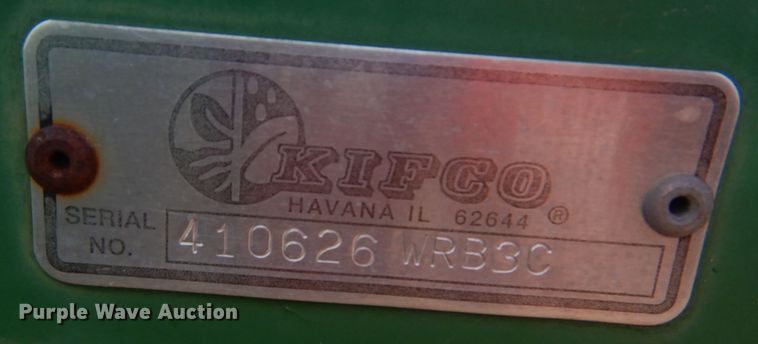 KIFCO
HAVANA IL 62644 ®
SERIAL NO. 410626 WRB3C
Purple Wave Auction